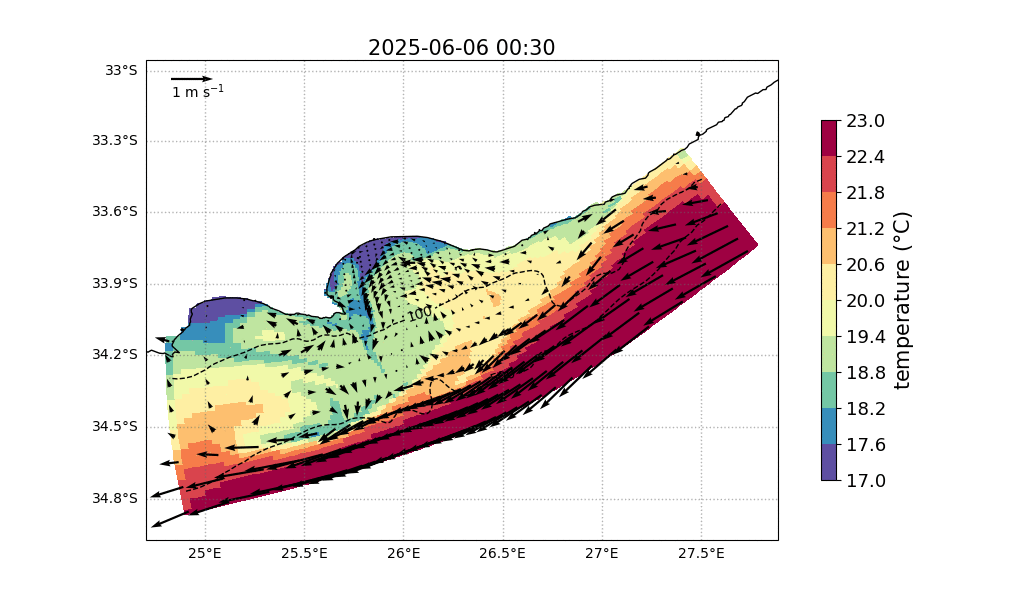 2025-06-06 00:30
1 m s⁻¹
33°S
33.3°S
33.6°S
33.9°S
34.2°S
34.5°S
34.8°S
100
25°E
25.5°E
26°E
26.5°E
27°E
27.5°E
23.0
22.4
21.8
21.2
20.6
20.0
19.4
18.8
18.2
17.6
17.0
temperature (°C)